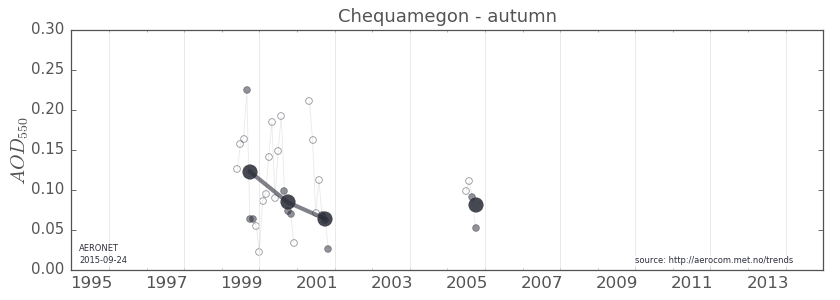 Chequamegon - autumn
0.30
0.25
0.20
0.15
0.10
0.05
0.00
AOD550
AERONET
2015-09-24
source: http://aerocom.met.no/trends
1995 1997 1999 2001 2003 2005 2007 2009 2011 2013